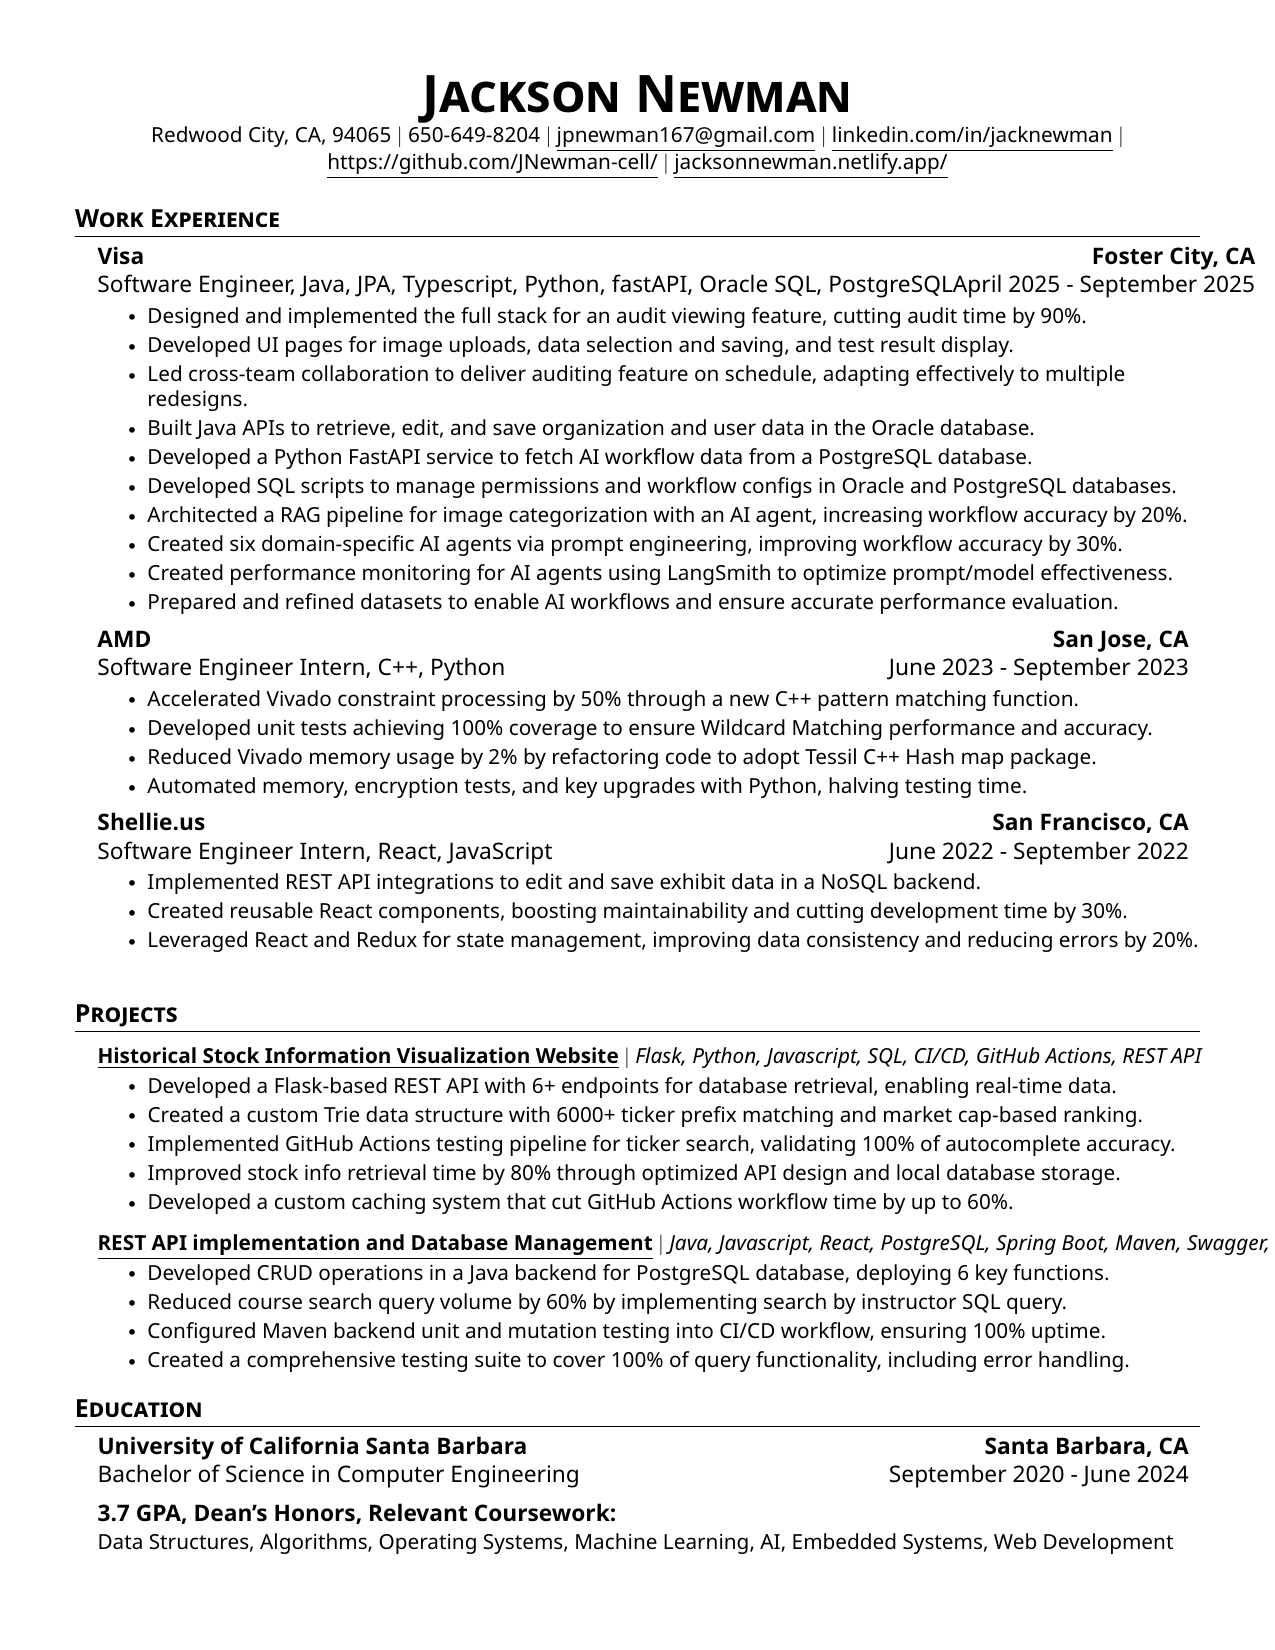 Jackson Newman
Redwood City, CA, 94065 | 650-649-8204 | jpnewman167@gmail.com | linkedin.com/in/jacknewman |
https://github.com/JNewman-cell/ | jacksonnewman.netlify.app/
Work Experience
Visa Foster City, CA
Software Engineer, Java, JPA, Typescript, Python, fastAPI, Oracle SQL, PostgreSQLApril 2025 - September 2025
• Designed and implemented the full stack for an audit viewing feature, cutting audit time by 90%.
• Developed UI pages for image uploads, data selection and saving, and test result display.
• Led cross-team collaboration to deliver auditing feature on schedule, adapting effectively to multiple
redesigns.
• Built Java APIs to retrieve, edit, and save organization and user data in the Oracle database.
• Developed a Python FastAPI service to fetch AI workflow data from a PostgreSQL database.
• Developed SQL scripts to manage permissions and workflow configs in Oracle and PostgreSQL databases.
• Architected a RAG pipeline for image categorization with an AI agent, increasing workflow accuracy by 20%.
• Created six domain-specific AI agents via prompt engineering, improving workflow accuracy by 30%.
• Created performance monitoring for AI agents using LangSmith to optimize prompt/model effectiveness.
• Prepared and refined datasets to enable AI workflows and ensure accurate performance evaluation.
AMD San Jose, CA
Software Engineer Intern, C++, Python June 2023 - September 2023
• Accelerated Vivado constraint processing by 50% through a new C++ pattern matching function.
• Developed unit tests achieving 100% coverage to ensure Wildcard Matching performance and accuracy.
• Reduced Vivado memory usage by 2% by refactoring code to adopt Tessil C++ Hash map package.
• Automated memory, encryption tests, and key upgrades with Python, halving testing time.
Shellie.us San Francisco, CA
Software Engineer Intern, React, JavaScript June 2022 - September 2022
• Implemented REST API integrations to edit and save exhibit data in a NoSQL backend.
• Created reusable React components, boosting maintainability and cutting development time by 30%.
• Leveraged React and Redux for state management, improving data consistency and reducing errors by 20%.
Projects
Historical Stock Information Visualization Website | Flask, Python, Javascript, SQL, CI/CD, GitHub Actions, REST API
• Developed a Flask-based REST API with 6+ endpoints for database retrieval, enabling real-time data.
• Created a custom Trie data structure with 6000+ ticker prefix matching and market cap-based ranking.
• Implemented GitHub Actions testing pipeline for ticker search, validating 100% of autocomplete accuracy.
• Improved stock info retrieval time by 80% through optimized API design and local database storage.
• Developed a custom caching system that cut GitHub Actions workflow time by up to 60%.
REST API implementation and Database Management | Java, Javascript, React, PostgreSQL, Spring Boot, Maven, Swagger,
• Developed CRUD operations in a Java backend for PostgreSQL database, deploying 6 key functions.
• Reduced course search query volume by 60% by implementing search by instructor SQL query.
• Configured Maven backend unit and mutation testing into CI/CD workflow, ensuring 100% uptime.
• Created a comprehensive testing suite to cover 100% of query functionality, including error handling.
Education
University of California Santa Barbara Santa Barbara, CA
Bachelor of Science in Computer Engineering September 2020 - June 2024
3.7 GPA, Dean’s Honors, Relevant Coursework:
Data Structures, Algorithms, Operating Systems, Machine Learning, AI, Embedded Systems, Web Development